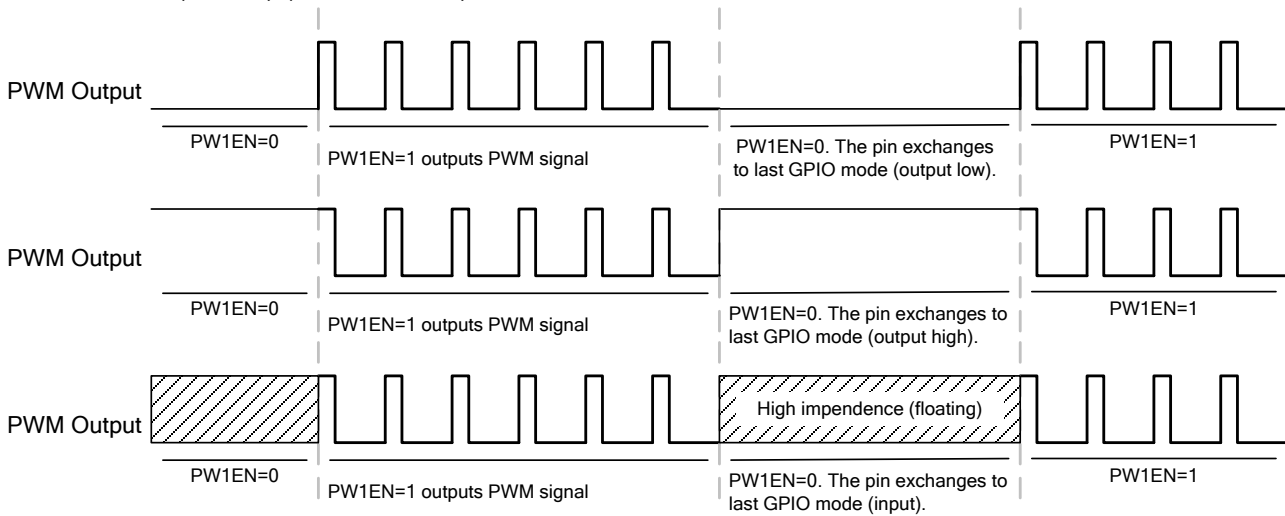 PWM Output
PW1EN=0
PW1EN=1 outputs PWM signal
PW1EN=0. The pin exchanges
to last GPIO mode (output low).
PW1EN=1
PWM Output
PW1EN=0
PW1EN=1 outputs PWM signal
PW1EN=0. The pin exchanges to
last GPIO mode (output high).
PW1EN=1
PWM Output
High impendence (floating)
PW1EN=0
PW1EN=1 outputs PWM signal
PW1EN=0. The pin exchanges to
last GPIO mode (input).
PW1EN=1